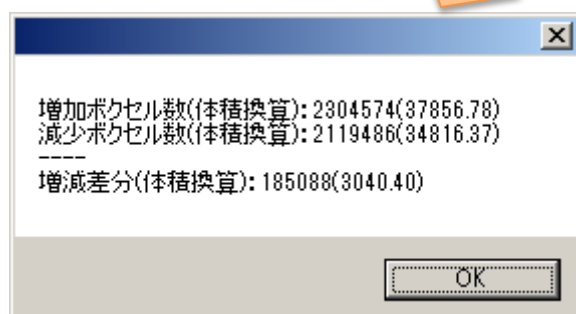 増加ボクセル数(体積換算): 2304574(37856.78)
減少ボクセル数(体積換算): 2119486(34816.37)
----
増減差分(体積換算): 185088(3040.40)
OK